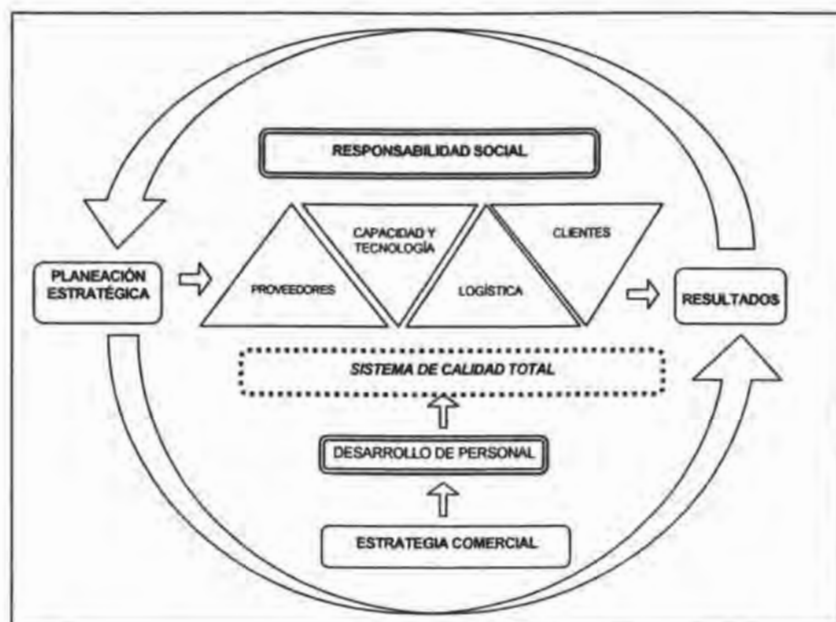 RESPONSABILIDAD SOCIAL
CAPACIDAD Y
TECNOLOGÍA
CLIENTES
PLANEACIÓN
ESTRATÉGICA
PROVEEDORES
LOGÍSTICA
RESULTADOS
SISTEMA DE CALIDAD TOTAL
DESARROLLO DE PERSONAL
ESTRATEGIA COMERCIAL